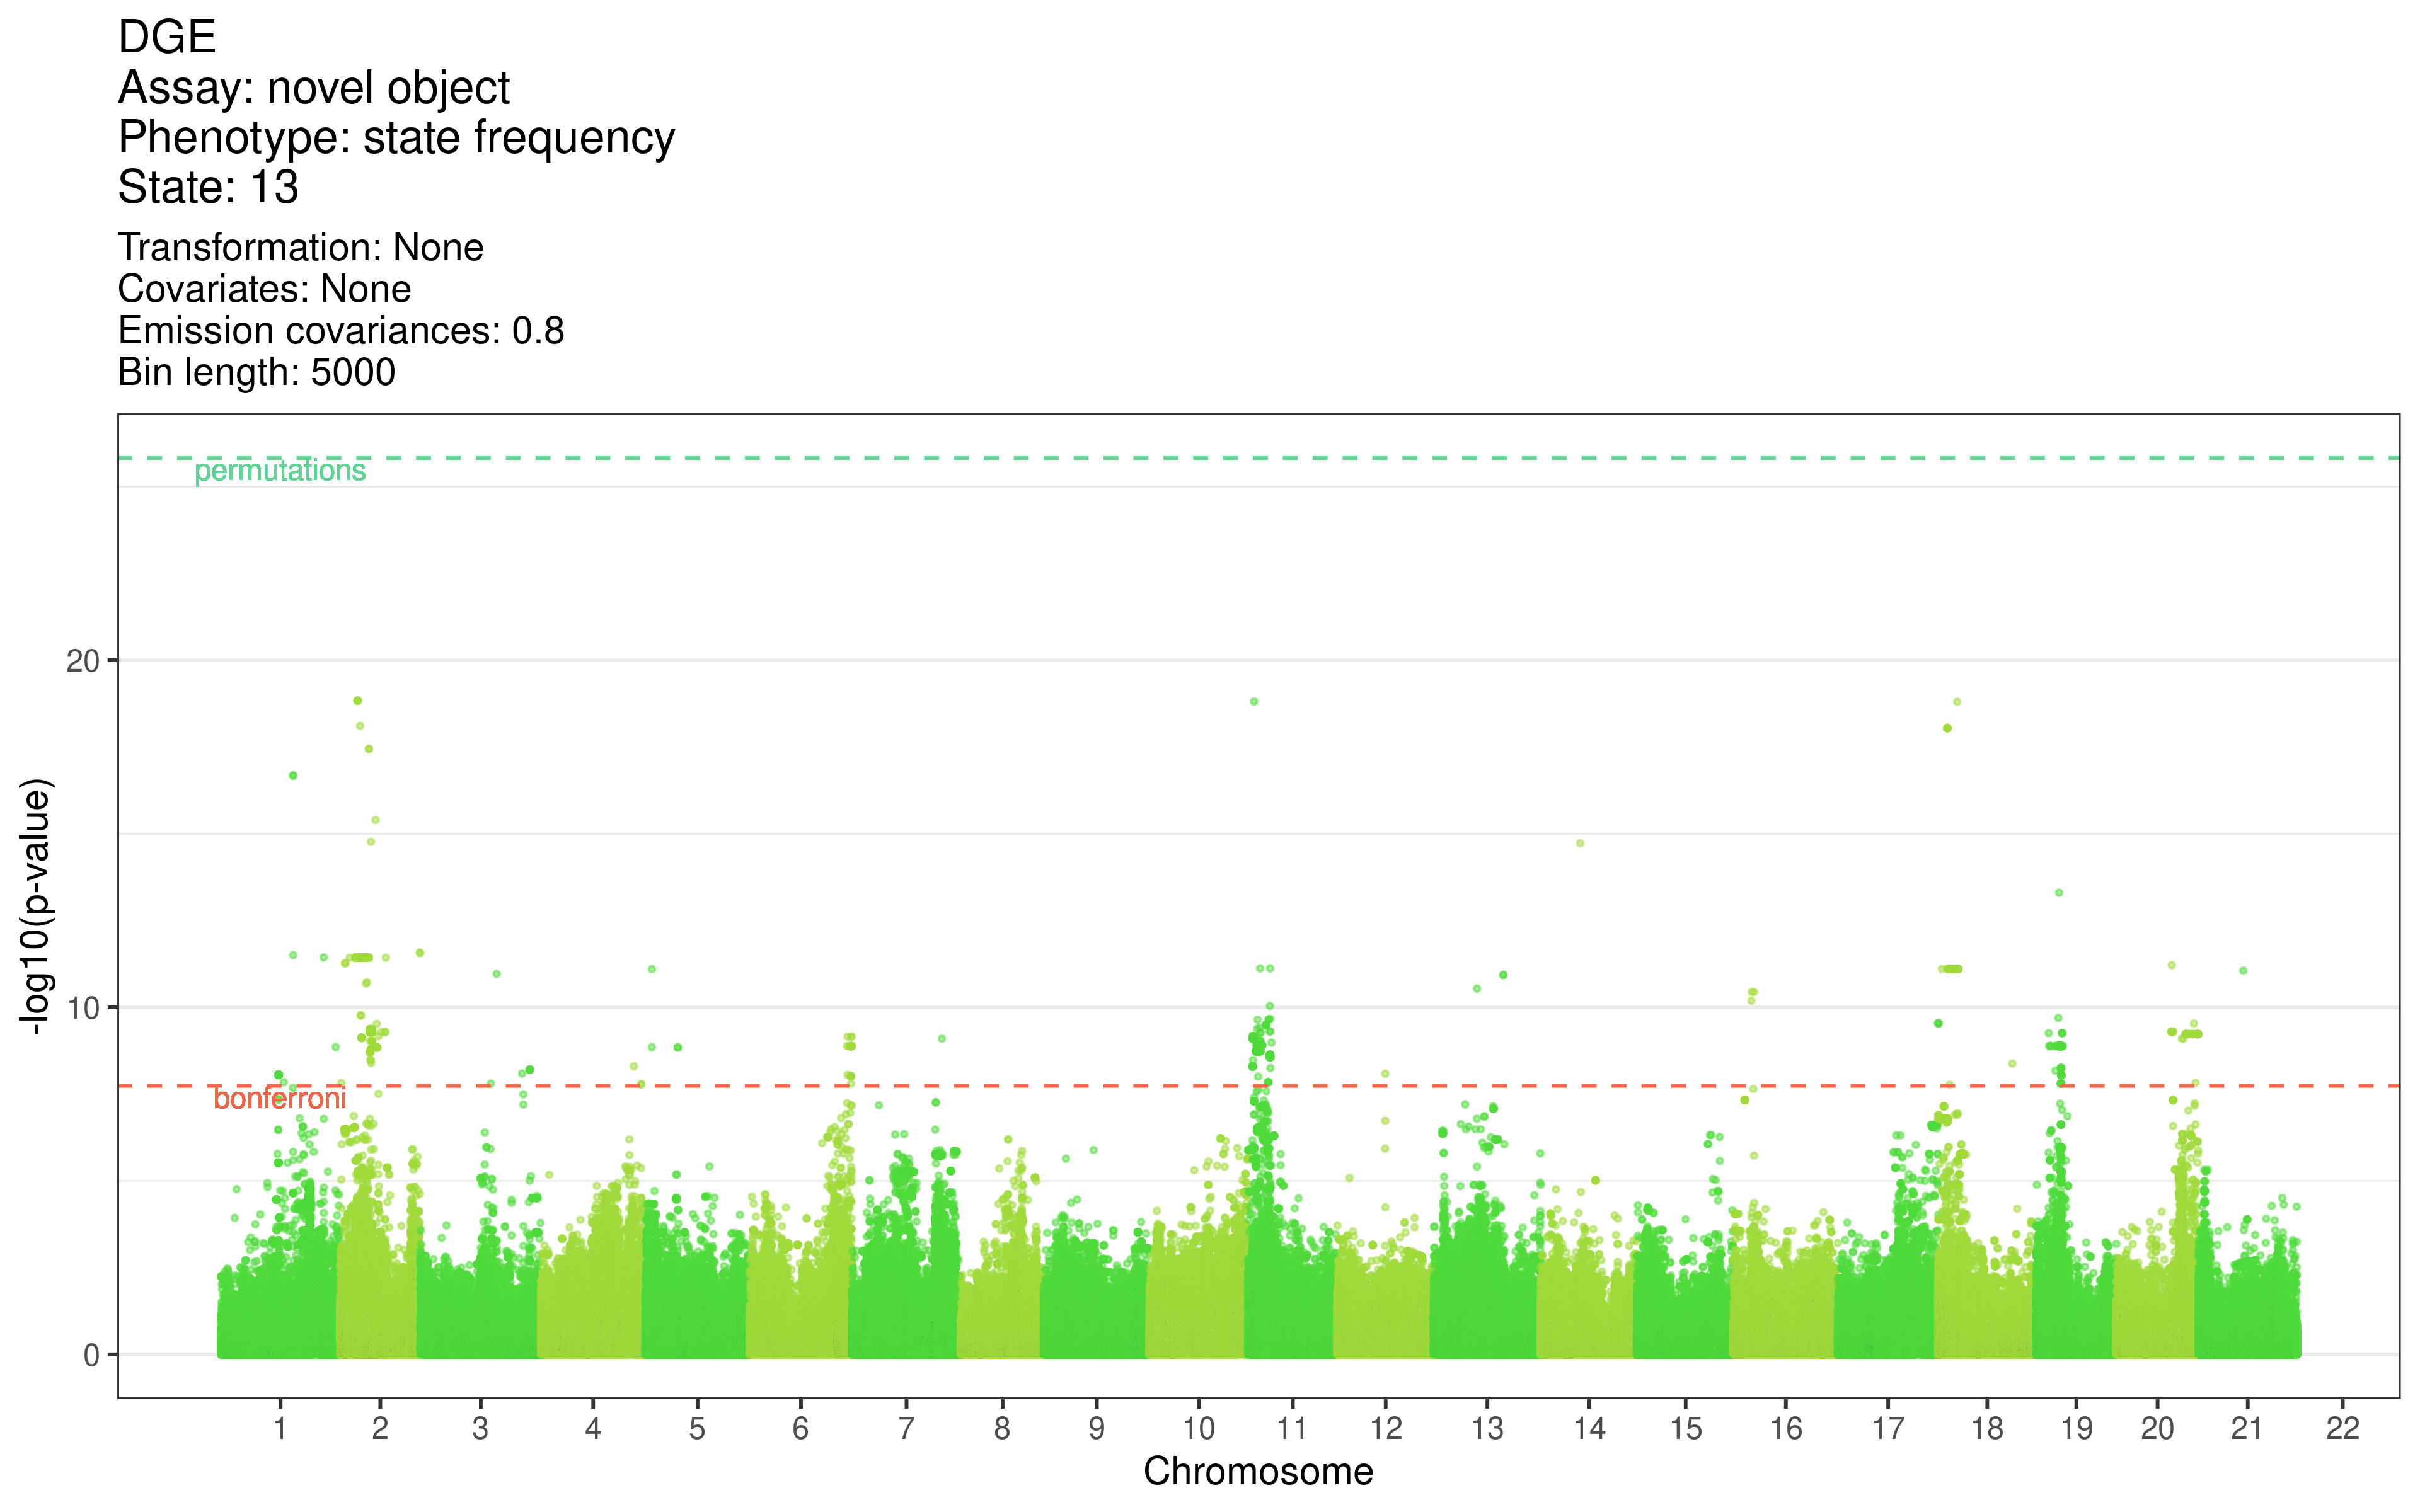 DGE
Assay: novel object
Phenotype: state frequency
State: 13
Transformation: None
Covariates: None
Emission covariances: 0.8
Bin length: 5000
permutations
20
10
bonferroni
0
-log10(p-value)
1 2 3 4 5 6 7 8 9 10 11 12 13 14 15 16 17 18 19 20 21 22
Chromosome